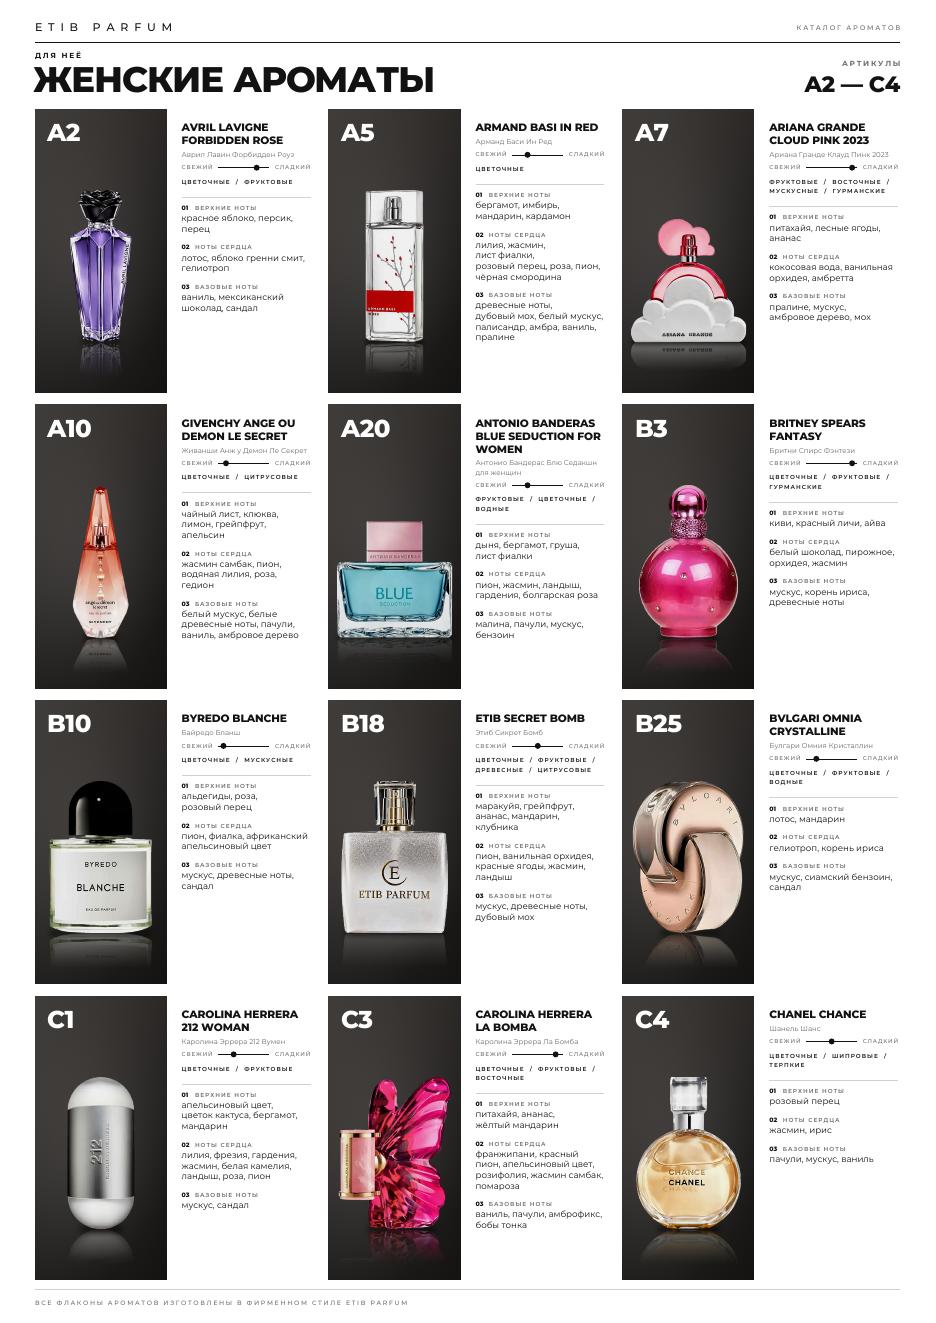 ETIB PARFUM
КАТАЛОГ АРОМАТОВ
ДЛЯ НЕЁ
ЖЕНСКИЕ АРОМАТЫ
АРТИКУЛЫ
A2 — C4
A2
AVRIL LAVIGNE
FORBIDDEN ROSE
Аврил Лавин Форбидден Роуз
СВЕЖИЙ СЛАДКИЙ
ЦВЕТОЧНЫЕ / ФРУКТОВЫЕ
01 ВЕРХНИЕ НОТЫ
красное яблоко, персик,
перец
02 НОТЫ СЕРДЦА
лотос, яблоко гренни смит,
гелиотроп
03 БАЗОВЫЕ НОТЫ
ваниль, мексиканский
шоколад, сандал
A5
ARMAND BASI
IN RED
ARMAND BASI IN RED
Арманд Баси Ин Ред
СВЕЖИЙ СЛАДКИЙ
ЦВЕТОЧНЫЕ
01 ВЕРХНИЕ НОТЫ
бергамот, имбирь,
мандарин, кардамон
02 НОТЫ СЕРДЦА
лилия, жасмин,
лист фиалки,
розовый перец, роза, пион,
чёрная смородина
03 БАЗОВЫЕ НОТЫ
древесные ноты,
дубовый мох, белый мускус,
палисандр, амбра, ваниль,
пралине
A7
ARIANA GRANDE
ARIANA GRANDE
CLOUD PINK 2023
Ариана Гранде Клауд Пинк 2023
СВЕЖИЙ СЛАДКИЙ
ФРУКТОВЫЕ / ВОСТОЧНЫЕ /
МУСКУСНЫЕ / ГУРМАНСКИЕ
01 ВЕРХНИЕ НОТЫ
питахайя, лесные ягоды,
ананас
02 НОТЫ СЕРДЦА
кокосовая вода, ванильная
орхидея, амбретта
03 БАЗОВЫЕ НОТЫ
пралине, мускус,
амбровое дерево, мох
A10
ange ou démon
le secret
GIVENCHY
GIVENCHY ANGE OU
DEMON LE SECRET
Живанши Анж у Демон Ле Секрет
СВЕЖИЙ СЛАДКИЙ
ЦВЕТОЧНЫЕ / ЦИТРУСОВЫЕ
01 ВЕРХНИЕ НОТЫ
чайный лист, клюква,
лимон, грейпфрут,
апельсин
02 НОТЫ СЕРДЦА
жасмин самбак, пион,
водяная лилия, роза,
гедион
03 БАЗОВЫЕ НОТЫ
белый мускус, белые
древесные ноты, пачули,
ваниль, амбровое дерево
A20
ANTONIO BANDERAS
BLUE
SEDUCTION
ANTONIO BANDERAS
BLUE SEDUCTION FOR
WOMEN
Антонио Бандерас Блю Седакшн
для женщин
СВЕЖИЙ СЛАДКИЙ
ФРУКТОВЫЕ / ЦВЕТОЧНЫЕ /
ВОДНЫЕ
01 ВЕРХНИЕ НОТЫ
дыня, бергамот, груша,
лист фиалки
02 НОТЫ СЕРДЦА
пион, жасмин, ландыш,
гардения, болгарская роза
03 БАЗОВЫЕ НОТЫ
малина, пачули, мускус,
бензоин
B3
BRITNEY SPEARS
FANTASY
Бритни Спирс Фэнтези
СВЕЖИЙ СЛАДКИЙ
ЦВЕТОЧНЫЕ / ФРУКТОВЫЕ /
ГУРМАНСКИЕ
01 ВЕРХНИЕ НОТЫ
киви, красный личи, айва
02 НОТЫ СЕРДЦА
белый шоколад, пирожное,
орхидея, жасмин
03 БАЗОВЫЕ НОТЫ
мускус, корень ириса,
древесные ноты
B10
BYREDO
BLANCHE
EAU DE PARFUM
BYREDO BLANCHE
Байредо Бланш
СВЕЖИЙ СЛАДКИЙ
ЦВЕТОЧНЫЕ / МУСКУСНЫЕ
01 ВЕРХНИЕ НОТЫ
альдегиды, роза,
розовый перец
02 НОТЫ СЕРДЦА
пион, фиалка, африканский
апельсиновый цвет
03 БАЗОВЫЕ НОТЫ
мускус, древесные ноты,
сандал
B18
E
ETIB PARFUM
ETIB SECRET BOMB
Этиб Сикрет Бомб
СВЕЖИЙ СЛАДКИЙ
ЦВЕТОЧНЫЕ / ФРУКТОВЫЕ /
ДРЕВЕСНЫЕ / ЦИТРУСОВЫЕ
01 ВЕРХНИЕ НОТЫ
маракуйя, грейпфрут,
ананас, мандарин,
клубника
02 НОТЫ СЕРДЦА
пион, ванильная орхидея,
красные ягоды, жасмин,
ландыш
03 БАЗОВЫЕ НОТЫ
мускус, древесные ноты,
дубовый мох
B25
BVLGARI
BVLGARI OMNIA
CRYSTALLINE
Булгари Омния Кристаллин
СВЕЖИЙ СЛАДКИЙ
ЦВЕТОЧНЫЕ / ФРУКТОВЫЕ /
ВОДНЫЕ
01 ВЕРХНИЕ НОТЫ
лотос, мандарин
02 НОТЫ СЕРДЦА
гелиотроп, корень ириса
03 БАЗОВЫЕ НОТЫ
мускус, сиамский бензоин,
сандал
C1
212
CAROLINA HERRERA
212 WOMAN
Каролина Эррера 212 Вумен
СВЕЖИЙ СЛАДКИЙ
ЦВЕТОЧНЫЕ / ФРУКТОВЫЕ
01 ВЕРХНИЕ НОТЫ
апельсиновый цвет,
цветок кактуса, бергамот,
мандарин
02 НОТЫ СЕРДЦА
лилия, фрезия, гардения,
жасмин, белая камелия,
ландыш, роза, пион
03 БАЗОВЫЕ НОТЫ
мускус, сандал
C3
CAROLINA HERRERA
LA BOMBA
Каролина Эррера Ла Бомба
СВЕЖИЙ СЛАДКИЙ
ЦВЕТОЧНЫЕ / ФРУКТОВЫЕ /
ВОСТОЧНЫЕ
01 ВЕРХНИЕ НОТЫ
питахайя, ананас,
жёлтый мандарин
02 НОТЫ СЕРДЦА
франжипани, красный
пион, апельсиновый цвет,
розифолия, жасмин самбак,
помароза
03 БАЗОВЫЕ НОТЫ
ваниль, пачули, амброфикс,
бобы тонка
C4
CHANCE
CHANEL
CHANEL CHANCE
Шанель Шанс
СВЕЖИЙ СЛАДКИЙ
ЦВЕТОЧНЫЕ / ШИПРОВЫЕ /
ТЕРПКИЕ
01 ВЕРХНИЕ НОТЫ
розовый перец
02 НОТЫ СЕРДЦА
жасмин, ирис
03 БАЗОВЫЕ НОТЫ
пачули, мускус, ваниль
ВСЕ ФЛАКОНЫ АРОМАТОВ ИЗГОТОВЛЕНЫ В ФИРМЕННОМ СТИЛЕ ETIB PARFUM